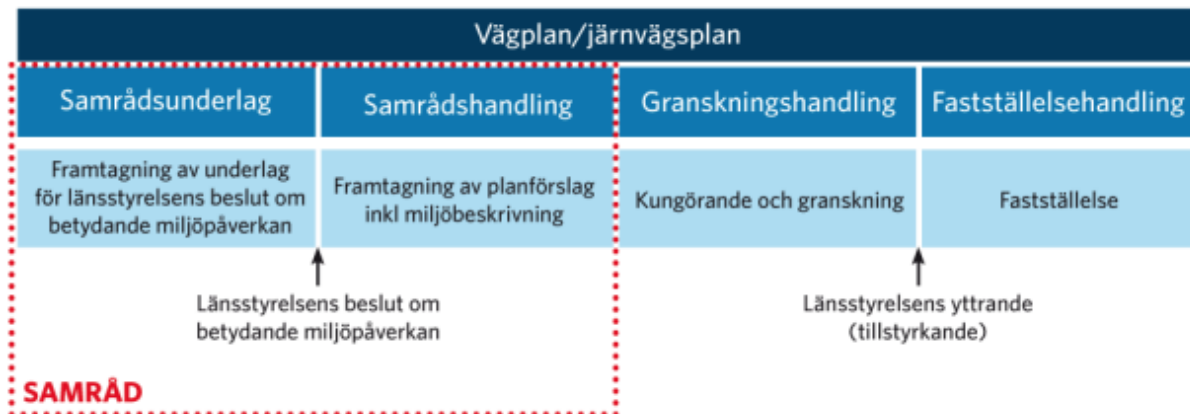 Vägplan/järnvägsplan
Samrådsunderlag
Samrådshandling
Granskningshandling
Fastställelsehandling
Framtagning av underlag
för länsstyrelsens beslut om
betydande miljöpåverkan
Framtagning av planförslag
inkl miljöbeskrivning
Kungörande och granskning
Fastställelse
Länsstyrelsens beslut om
betydande miljöpåverkan
Länsstyrelsens yttrande
(tillstyrkande)
SAMRÅD